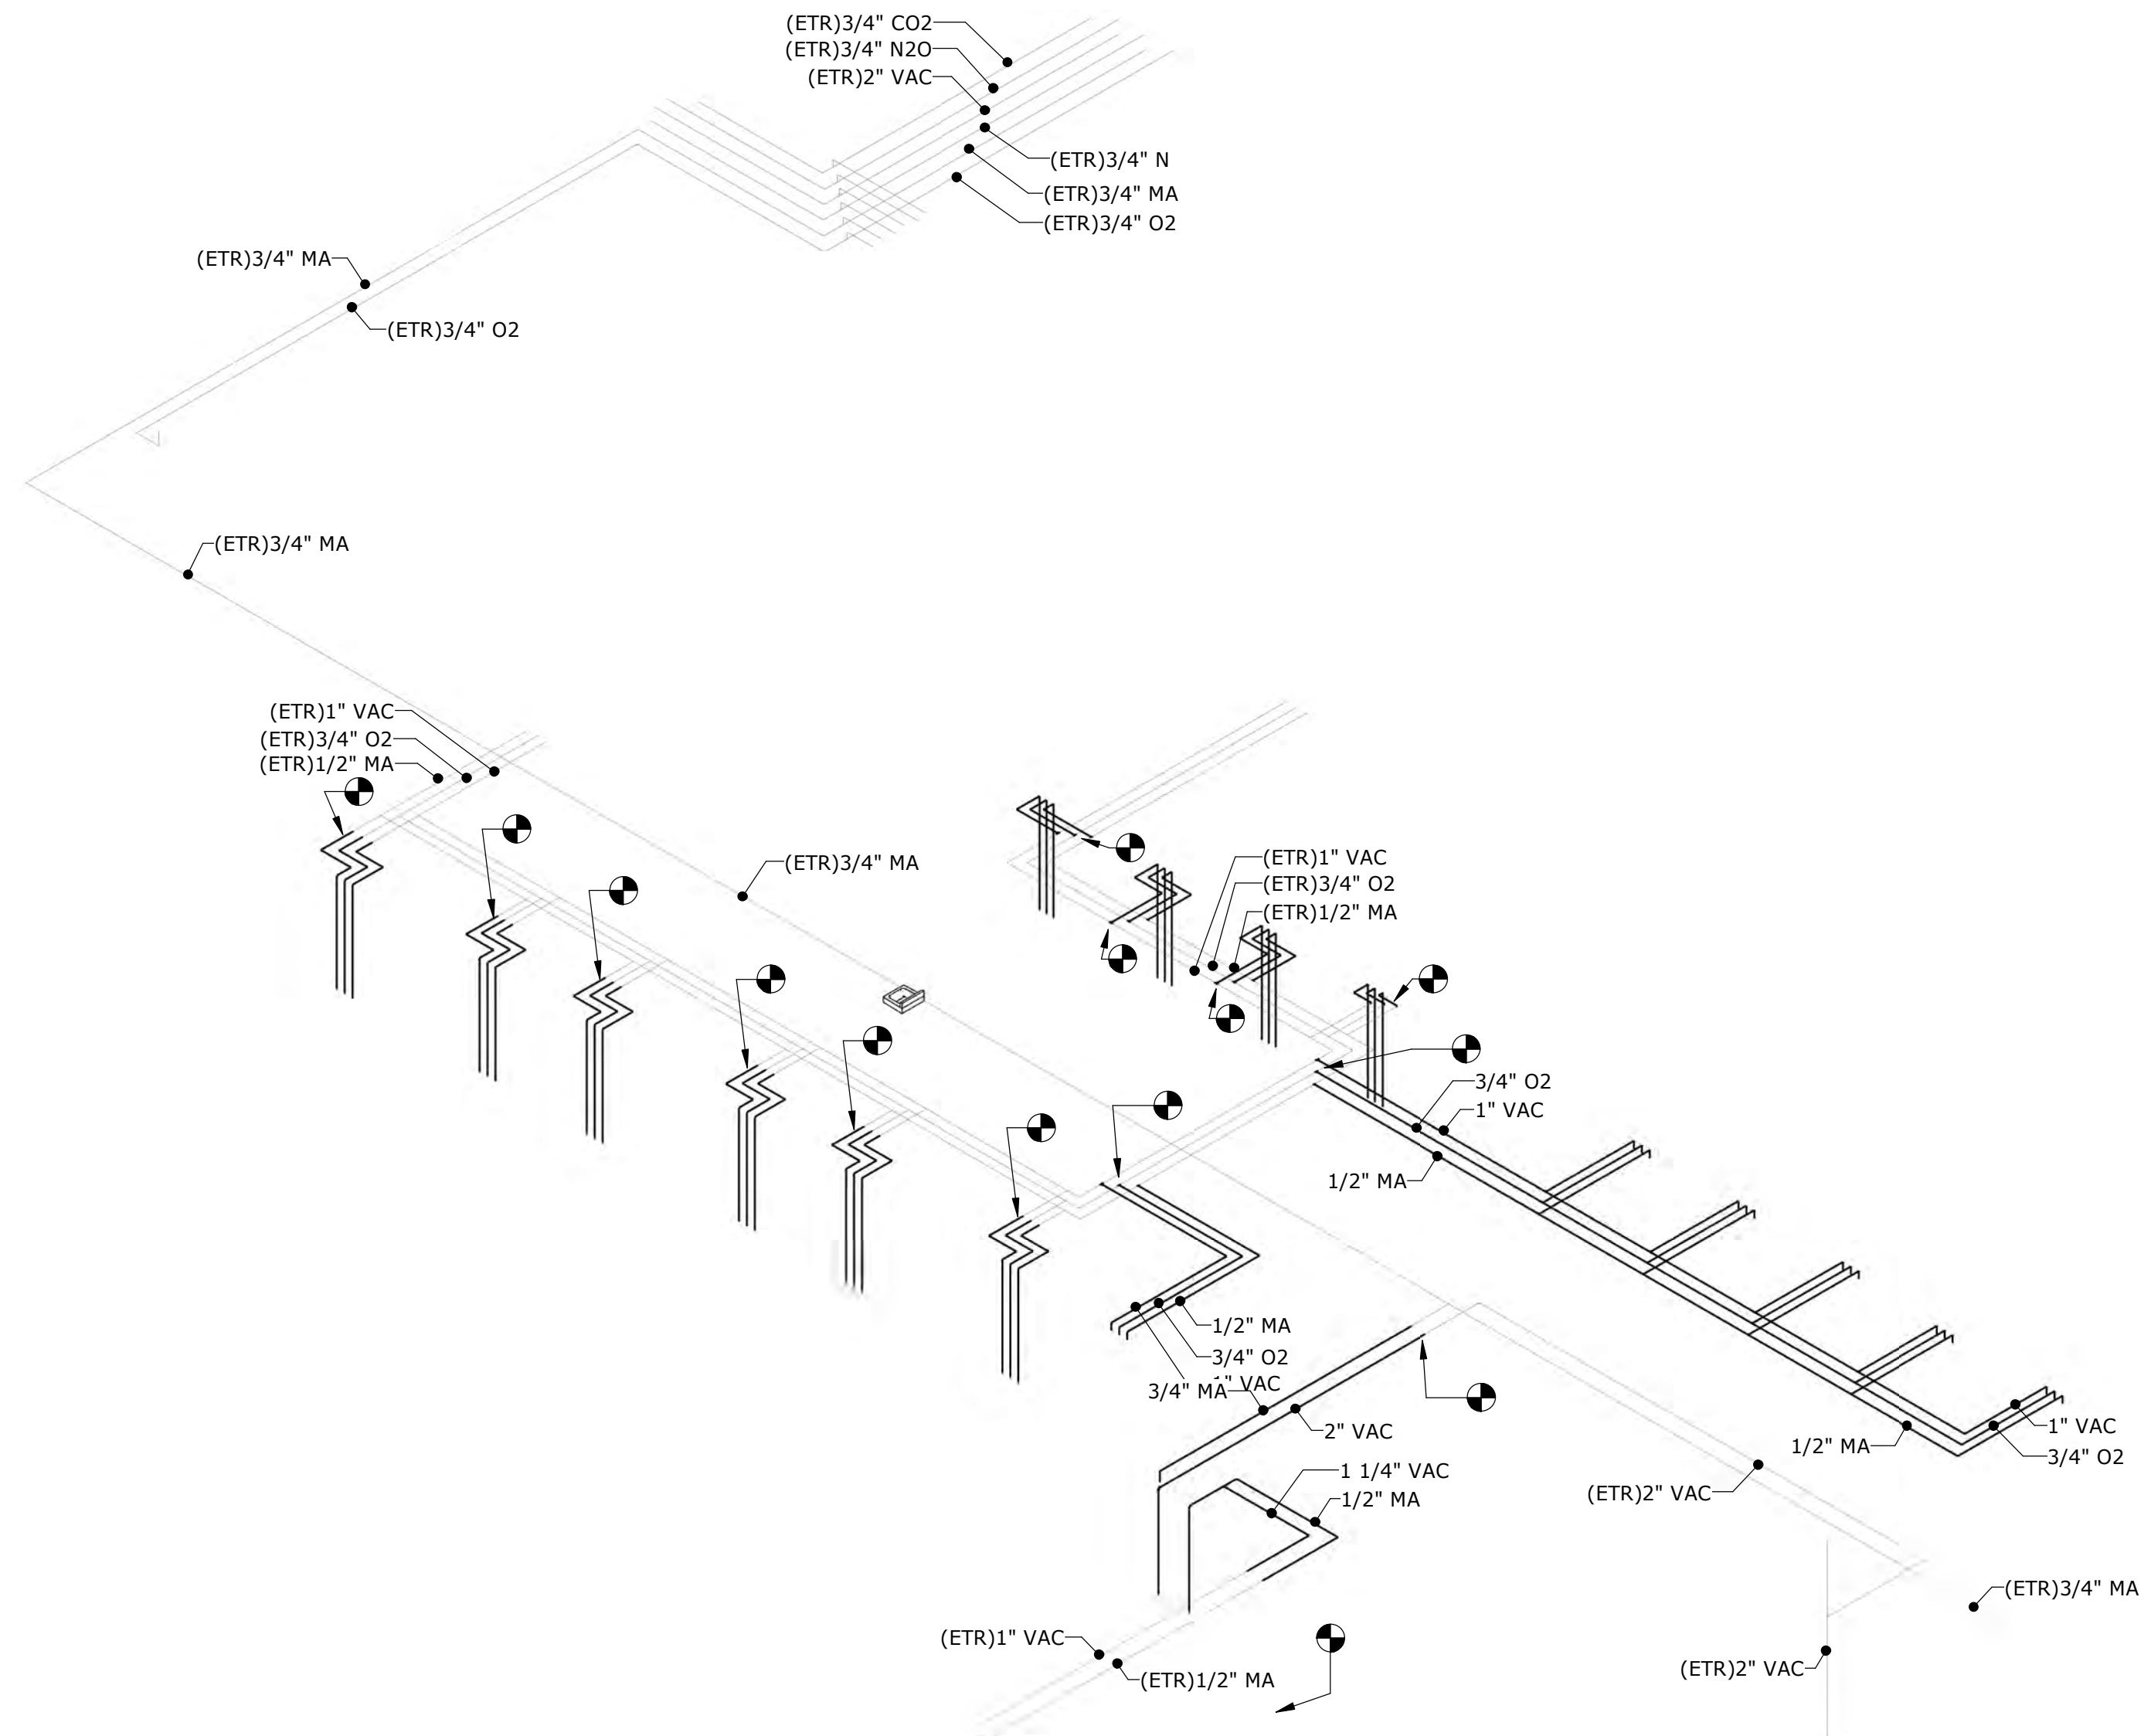 (ETR)3/4" CO2
(ETR)3/4" N2O
(ETR)2" VAC
(ETR)3/4" N
(ETR)3/4" MA
(ETR)3/4" O2
(ETR)3/4" MA
(ETR)3/4" O2
(ETR)3/4" MA
(ETR)1" VAC
(ETR)3/4" O2
(ETR)1/2" MA
(ETR)3/4" MA
(ETR)1" VAC
(ETR)3/4" O2
(ETR)1/2" MA
3/4" O2
1" VAC
1/2" MA
1/2" MA
3/4" O2
1" VAC
3/4" MA
2" VAC
1" VAC
1/2" MA
3/4" O2
1 1/4" VAC
1/2" MA
(ETR)2" VAC
(ETR)3/4" MA
(ETR)1" VAC
(ETR)2" VAC
(ETR)1/2" MA